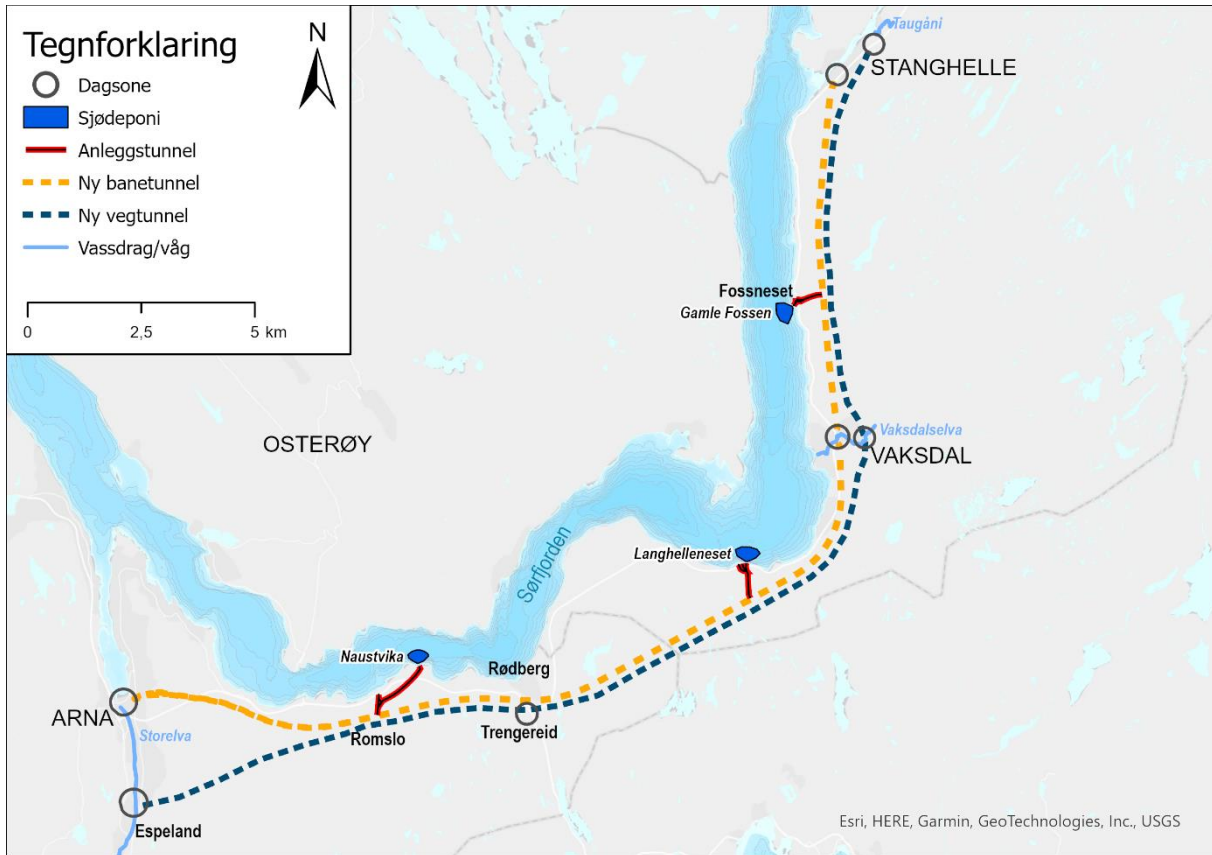 Tegnforklaring
Dagsone
Sjødeponi
Anleggstunnel
Ny banetunnel
Ny vegtunnel
Vassdrag/våg
0
2,5
5 km
N
Taugåni
STANGHELLE
Fossneset
Gamle Fossen
OSTERØY
Vaksdalselva
VAKSDAL
Langhelleneset
Sørfjorden
Naustvika
Rødberg
ARNA
Storelva
Romslo
Trengereid
Espeland
Esri, HERE, Garmin, GeoTechnologies, Inc., USGS